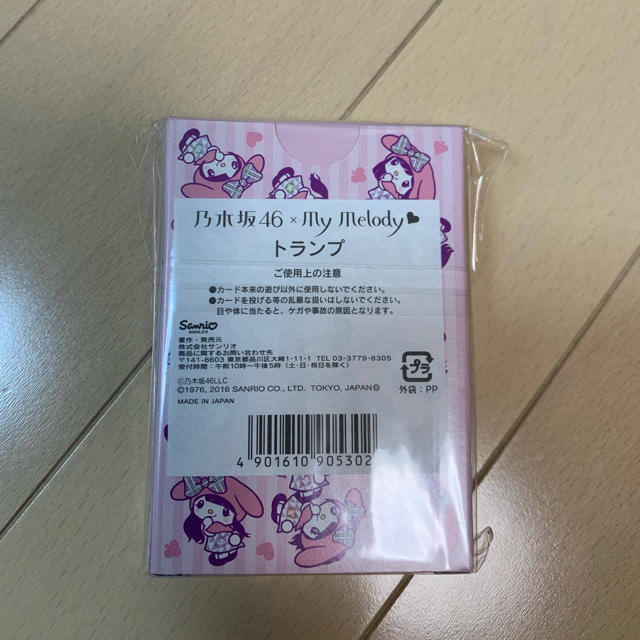 乃木坂46×My Melody♥
トランプ
ご使用上の注意
●カード本来の遊び以外に使用しないでください。
●カードを投げる等の乱暴な扱いはしないでください。
目や体に当たると、ケガや事故の原因となります。
Sanrio
SMILES
著作・発売元
株式会社サンリオ
商品に関するお問い合わせ先
〒141-8603 東京都品川区大崎1-11-1 TEL 03-3779-8305
受付時間:午前10時〜午後5時(土・日・祝日を除く)
プラ
外袋:PP
©乃木坂46LLC
©1976, 2016 SANRIO CO., LTD. TOKYO, JAPAN Ⓗ
MADE IN JAPAN
4 901610 905302